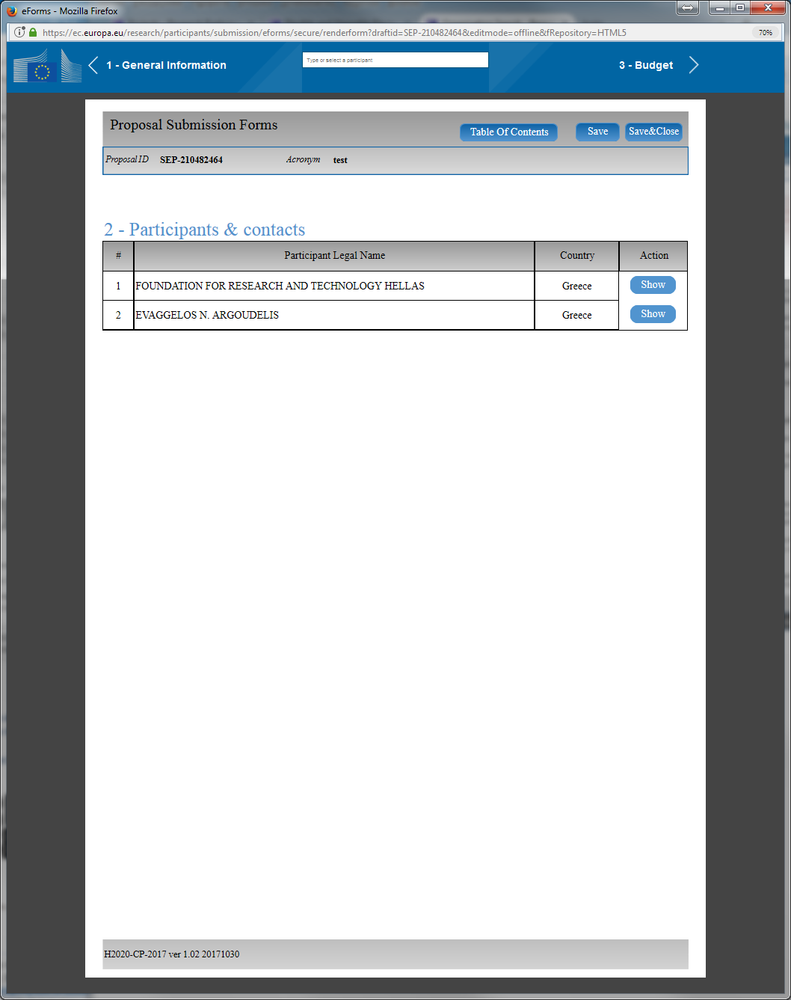 eForms - Mozilla Firefox
https://ec.europa.eu/research/participants/submission/eforms/secure/renderform?draftid=SEP-210482464&editmode=offline&fRepository=HTML5 70%
1 - General Information Type or select a participant 3 - Budget
Proposal Submission Forms Table Of Contents Save Save&Close
Proposal ID SEP-210482464 Acronym test
2 - Participants & contacts
# Participant Legal Name Country Action
1 FOUNDATION FOR RESEARCH AND TECHNOLOGY HELLAS Greece Show
2 EVAGGELOS N. ARGOUDELIS Greece Show
H2020-CP-2017 ver 1.02 20171030